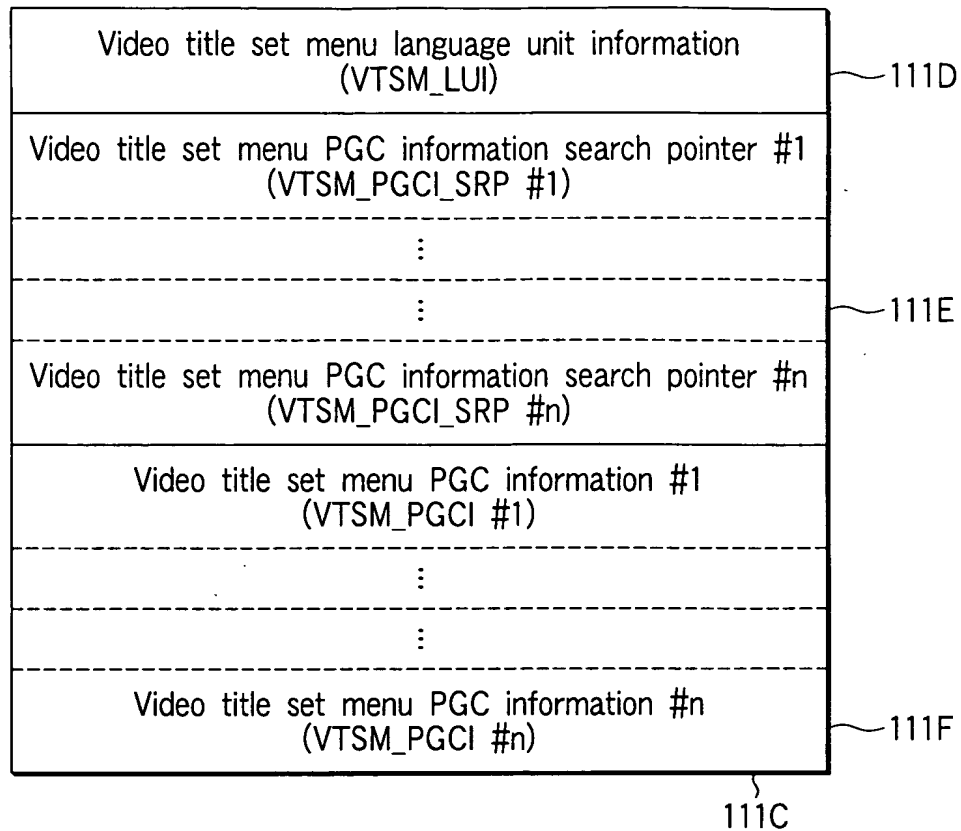 Video title set menu language unit information
(VTSM_LUI)
111D
Video title set menu PGC information search pointer #1
(VTSM_PGCI_SRP #1)
⋮
⋮
111E
Video title set menu PGC information search pointer #n
(VTSM_PGCI_SRP #n)
Video title set menu PGC information #1
(VTSM_PGCI #1)
⋮
⋮
Video title set menu PGC information #n
(VTSM_PGCI #n)
111F
111C